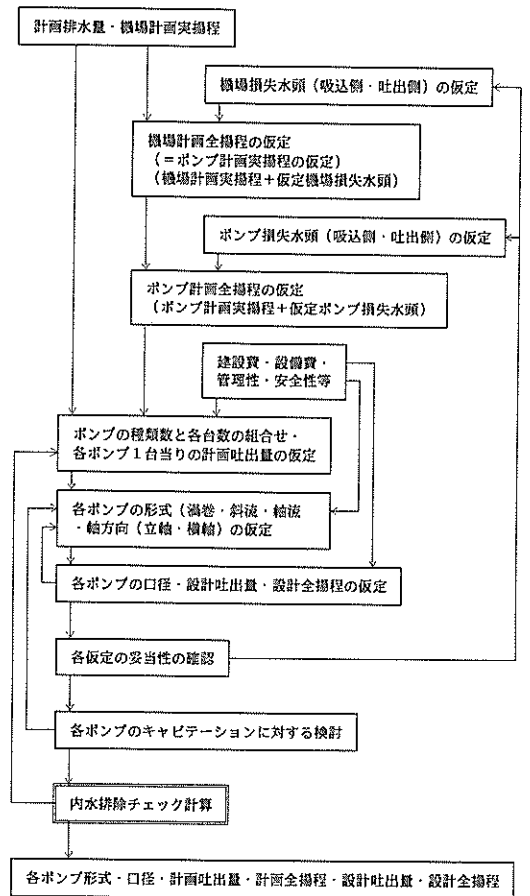 計画排水量・機場計画実揚程
機場損失水頭（吸込側・吐出側）の仮定
機場計画全揚程の仮定
（＝ポンプ計画実揚程の仮定）
（機場計画実揚程＋仮定機場損失水頭）
ポンプ損失水頭（吸込側・吐出側）の仮定
ポンプ計画全揚程の仮定
（ポンプ計画実揚程＋仮定ポンプ損失水頭）
建設費・設備費・
管理性・安全性等
ポンプの種類数と各台数の組合せ・
各ポンプ１台当りの計画吐出量の仮定
各ポンプの形式（渦巻・斜流・軸流
・軸方向（立軸・横軸）の仮定
各ポンプの口径・設計吐出量・設計全揚程の仮定
各仮定の妥当性の確認
各ポンプのキャビテーションに対する検討
内水排除チェック計算
各ポンプ形式・口径・計画吐出量・計画全揚程・設計吐出量・設計全揚程